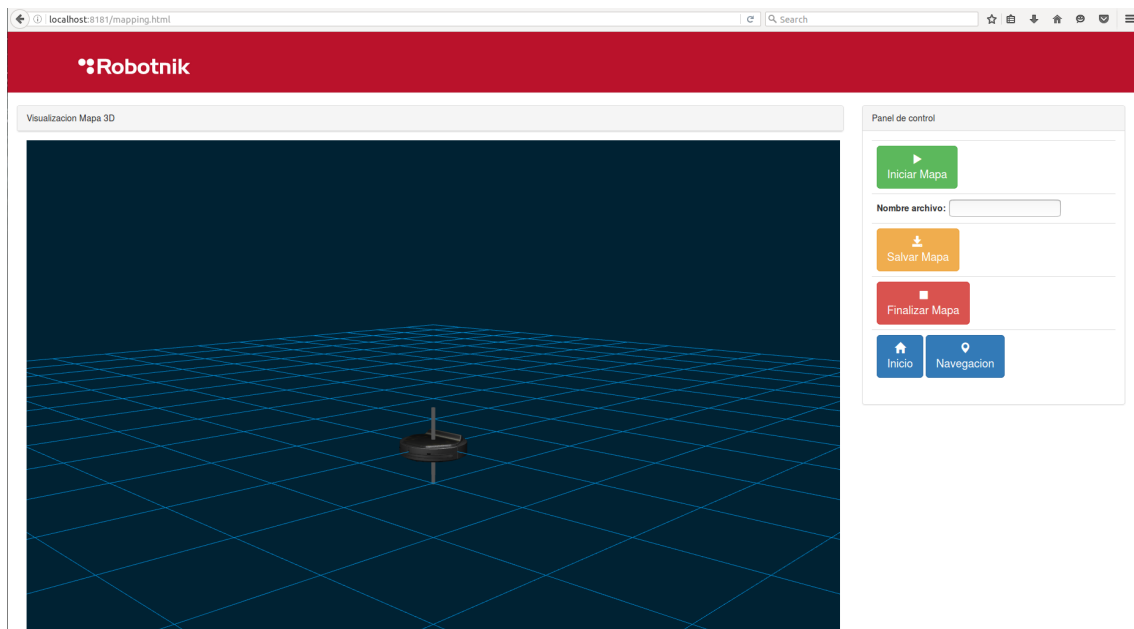 localhost:8181/mapping.html
Search
Robotnik
Visualizacion Mapa 3D
Panel de control
Iniciar Mapa
Nombre archivo:
Salvar Mapa
Finalizar Mapa
Inicio
Navegacion